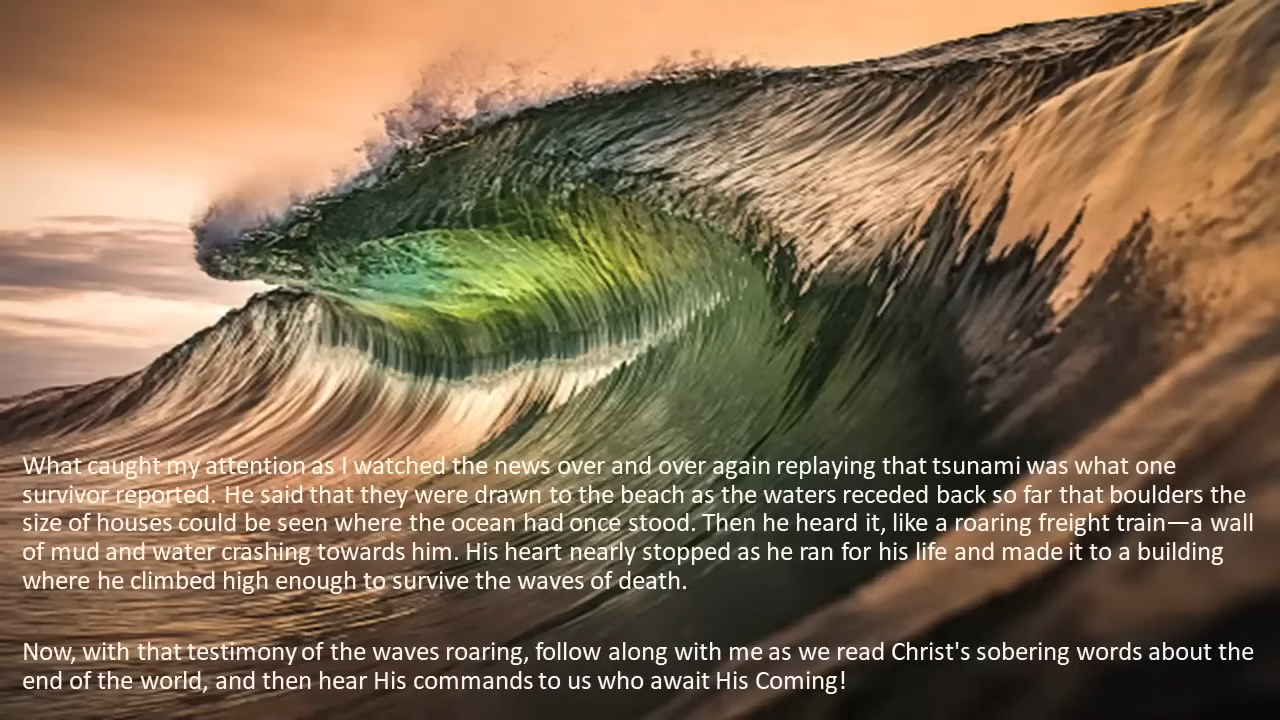 What caught my attention as I watched the news over and over again replaying that tsunami was what one
survivor reported. He said that they were drawn to the beach as the waters receded back so far that boulders the
size of houses could be seen where the ocean had once stood. Then he heard it, like a roaring freight train—a wall
of mud and water crashing towards him. His heart nearly stopped as he ran for his life and made it to a building
where he climbed high enough to survive the waves of death.
Now, with that testimony of the waves roaring, follow along with me as we read Christ's sobering words about the
end of the world, and then hear His commands to us who await His Coming!